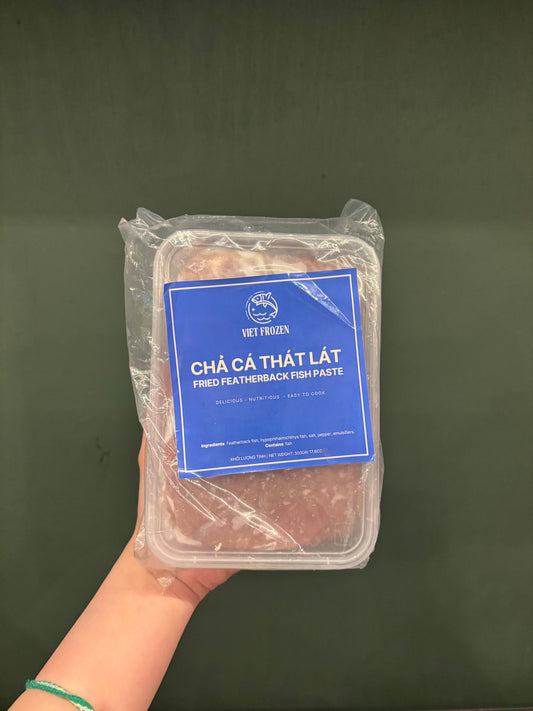 VIET FROZEN
CHẢ CÁ THÁT LÁT
FRIED FEATHERBACK FISH PASTE
DELICIOUS - NUTRITIOUS - EASY TO COOK
Ingredients: Featherback fish, hypophthalmichthys fish, salt, pepper, emulsifiers.
Contains: fish
KHỐI LƯỢNG TỊNH | NET WEIGHT: 500GR/ 17.6OZ